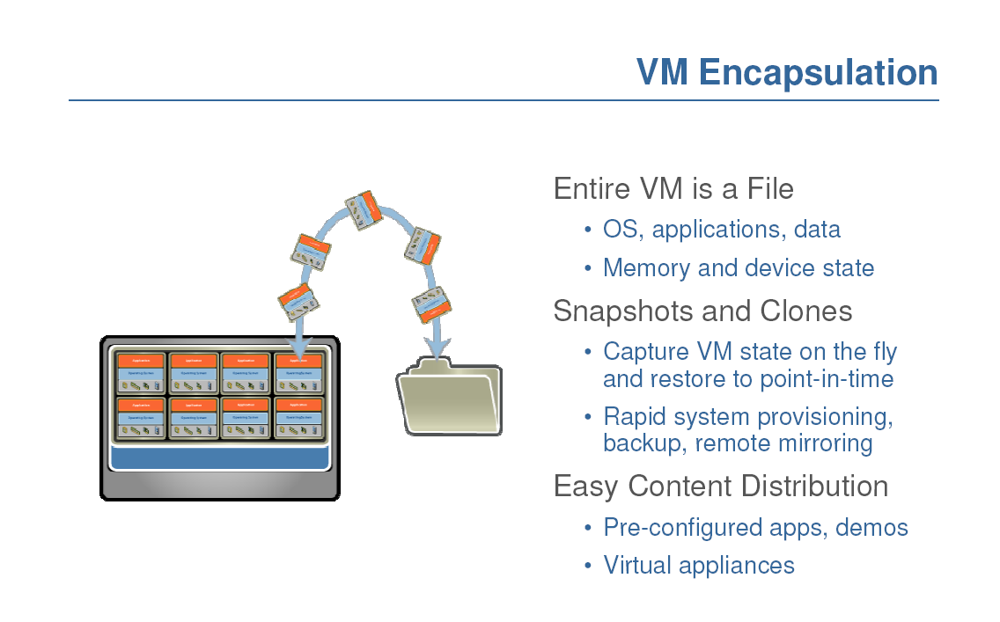 VM Encapsulation
Entire VM is a File
• OS, applications, data
• Memory and device state
Snapshots and Clones
• Capture VM state on the fly
and restore to point-in-time
• Rapid system provisioning,
backup, remote mirroring
Easy Content Distribution
• Pre-configured apps, demos
• Virtual appliances
Application Application Application Application
Operating System Operating System Operating System Operating System
Application Application Application Application
Operating System Operating System Operating System Operating System